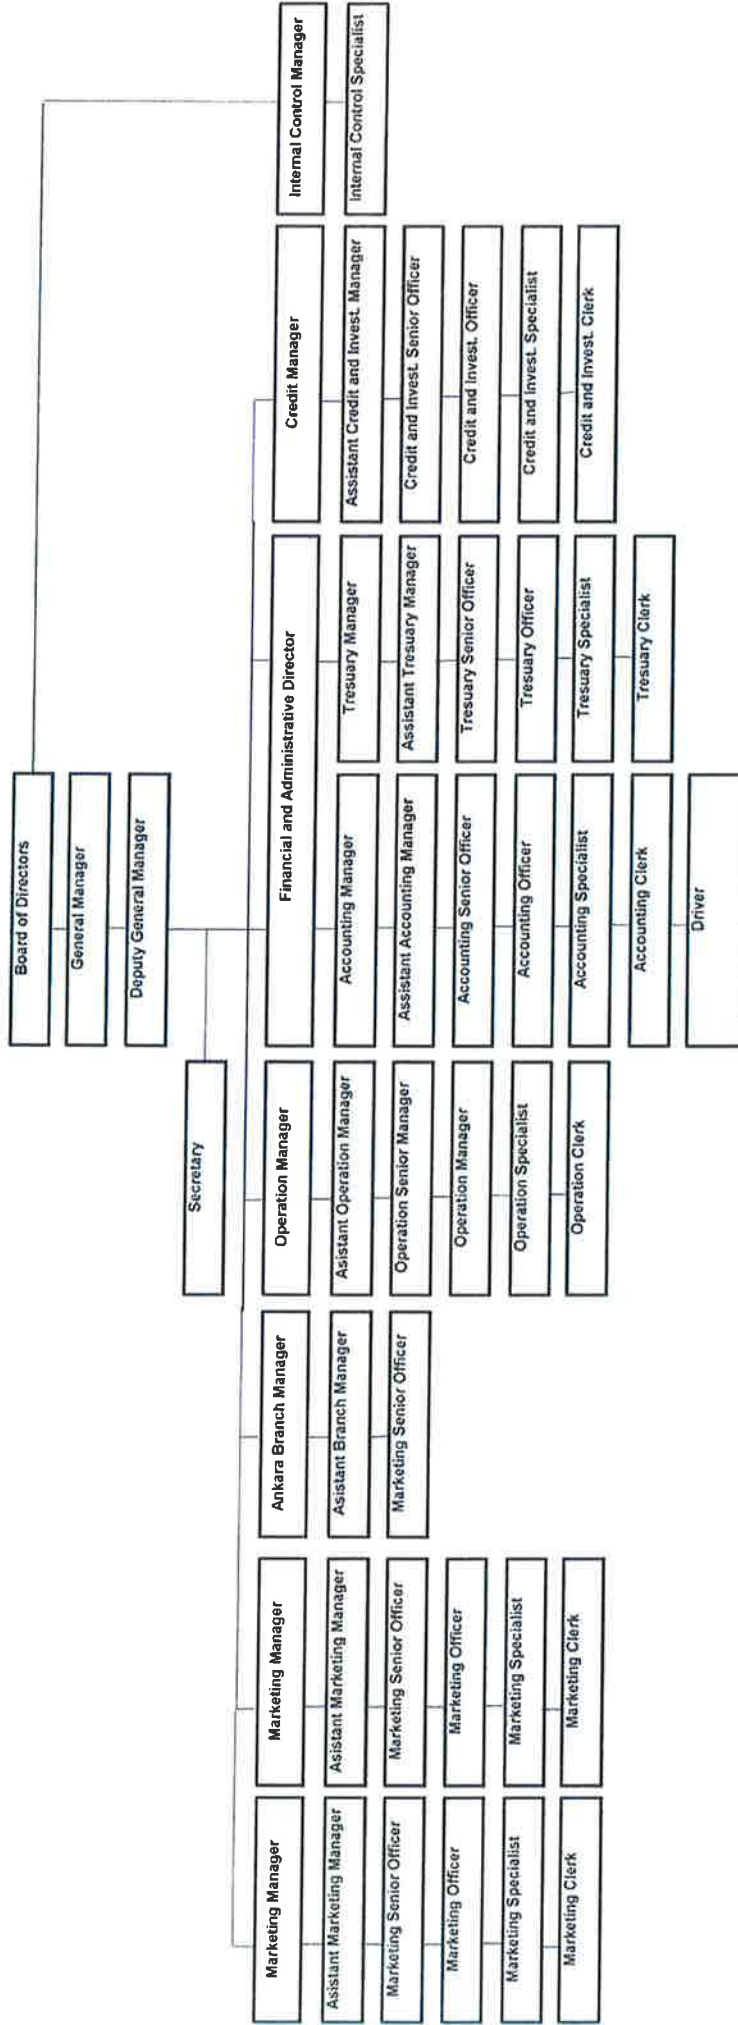 Board of Directors
General Manager
Deputy General Manager
Secretary
Marketing Manager
Asistant Marketing Manager
Marketing Senior Officer
Marketing Officer
Marketing Specialist
Marketing Clerk
Marketing Manager
Asistant Marketing Manager
Marketing Senior Officer
Marketing Officer
Marketing Specialist
Marketing Clerk
Ankara Branch Manager
Asistant Branch Manager
Marketing Senior Officer
Operation Manager
Asistant Operation Manager
Operation Senior Manager
Operation Manager
Operation Specialist
Operation Clerk
Financial and Administrative Director
Accounting Manager
Assistant Accounting Manager
Accounting Senior Officer
Accounting Officer
Accounting Specialist
Accounting Clerk
Driver
Tresuary Manager
Assistant Tresuary Manager
Tresuary Senior Officer
Tresuary Officer
Tresuary Specialist
Tresuary Clerk
Credit Manager
Assistant Credit and Invest. Manager
Credit and Invest. Senior Officer
Credit and Invest. Officer
Credit and Invest. Specialist
Credit and Invest. Clerk
Internal Control Manager
Internal Control Specialist